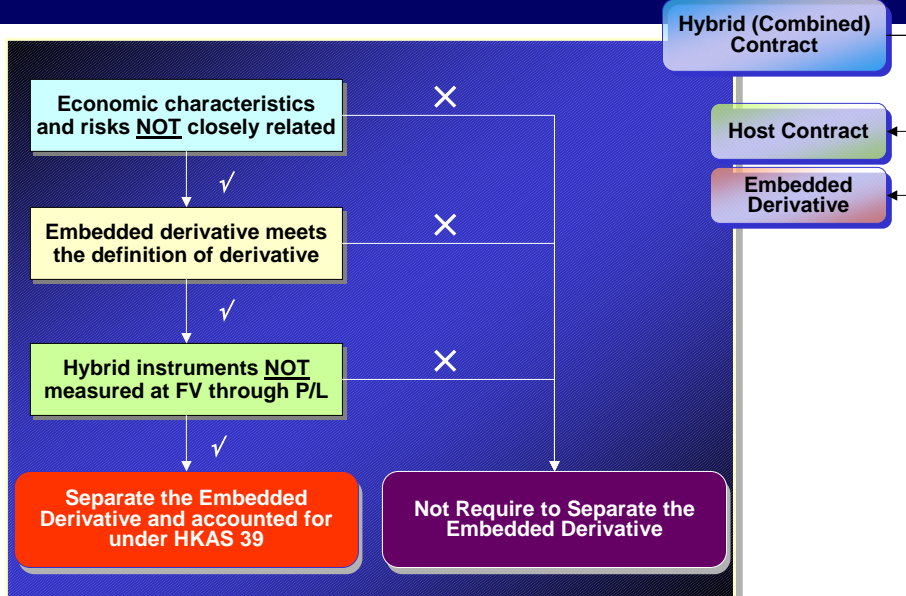 Hybrid (Combined)
Contract
Economic characteristics
and risks NOT closely related
×
Host Contract
√
Embedded
Derivative
Embedded derivative meets
the definition of derivative
×
√
Hybrid instruments NOT
measured at FV through P/L
×
√
Separate the Embedded
Derivative and accounted for
under HKAS 39
Not Require to Separate the
Embedded Derivative